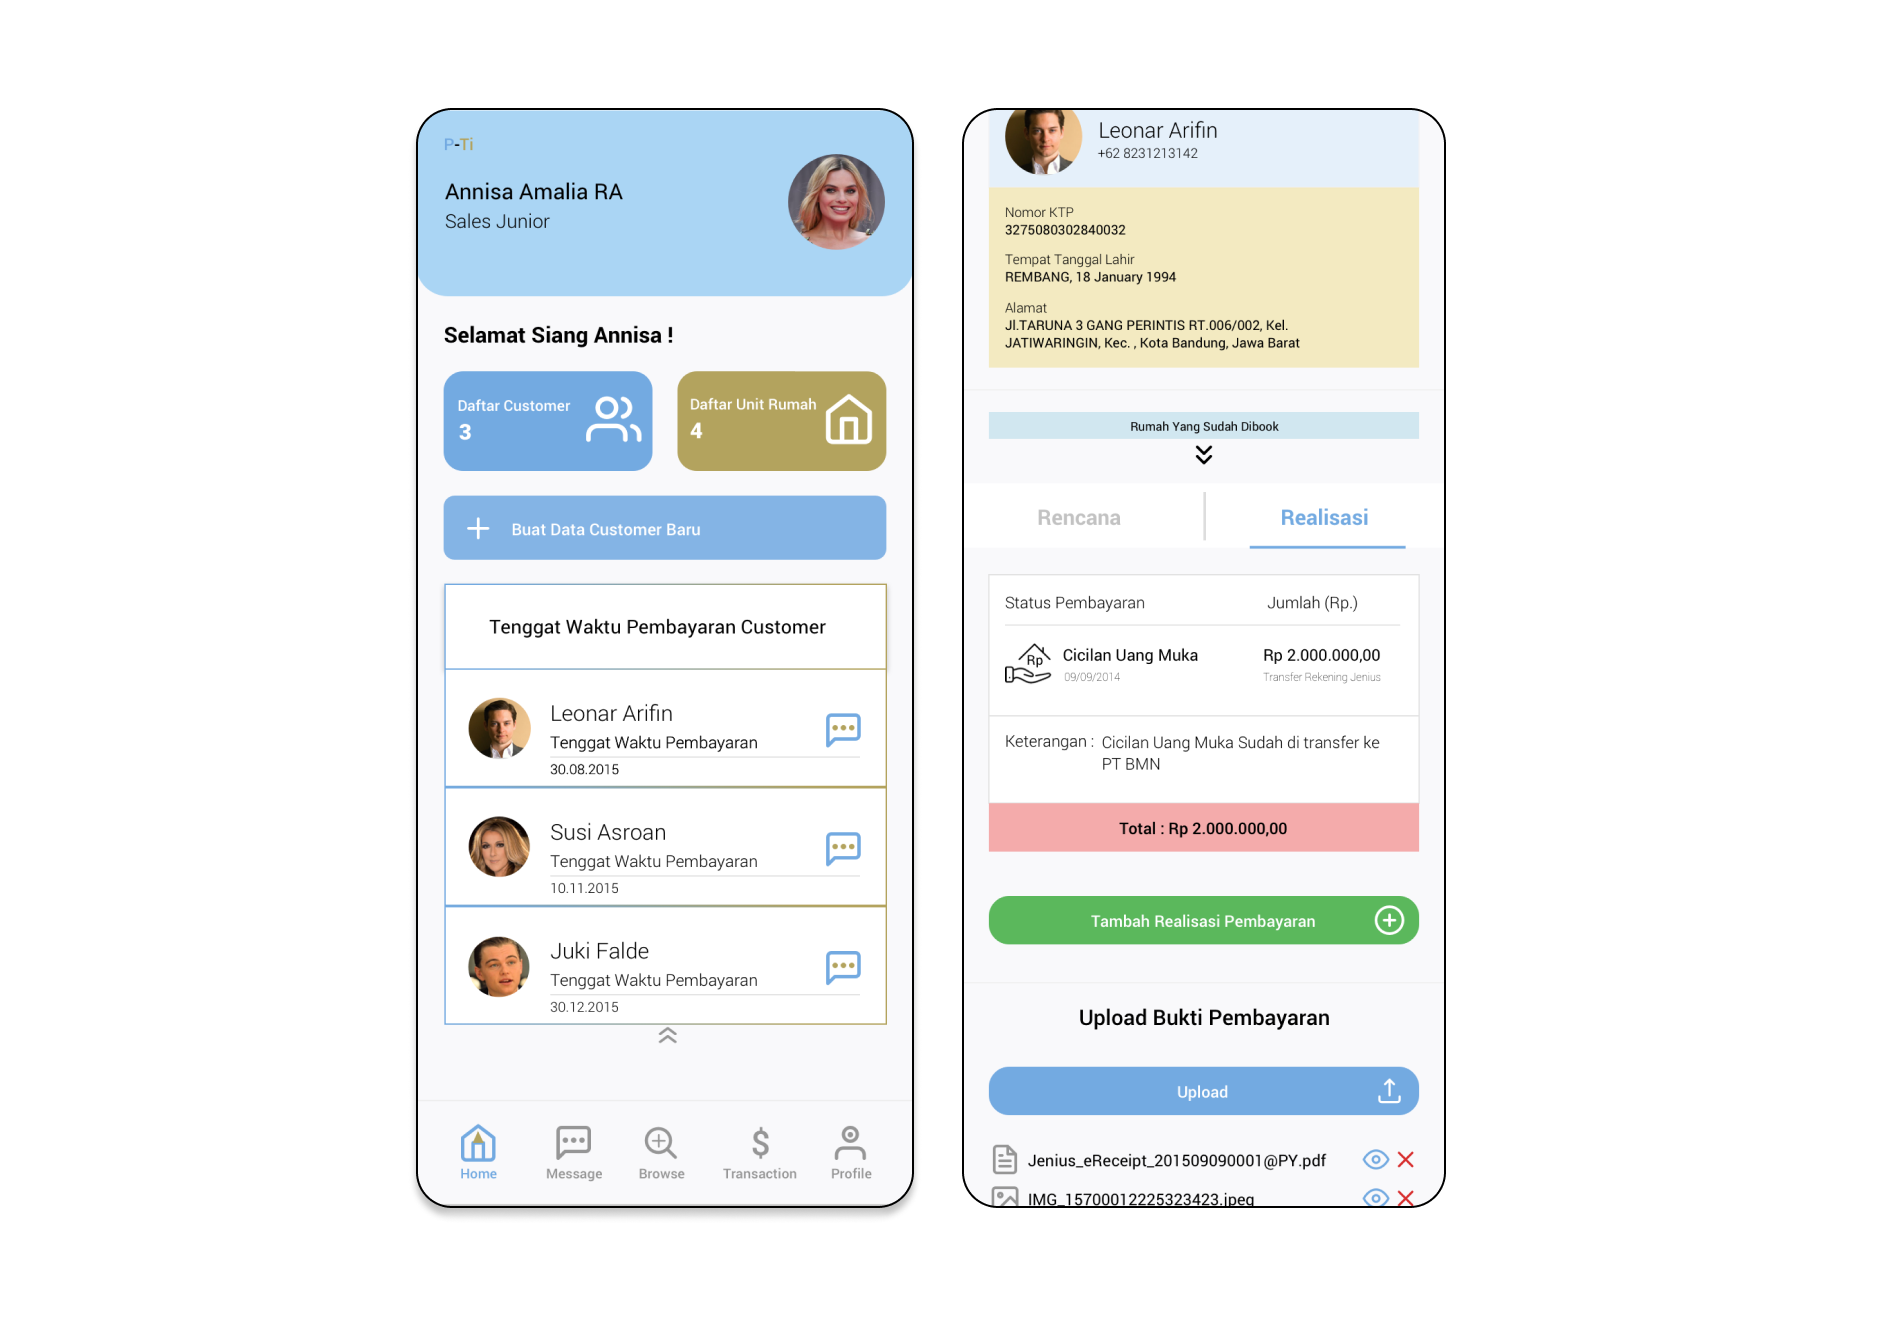 P-Ti
Annisa Amalia RA
Sales Junior
Selamat Siang Annisa !
Daftar Customer
3
Daftar Unit Rumah
4
Buat Data Customer Baru
Tenggat Waktu Pembayaran Customer
Leonar Arifin
Tenggat Waktu Pembayaran
30.08.2015
Susi Asroan
Tenggat Waktu Pembayaran
10.11.2015
Juki Falde
Tenggat Waktu Pembayaran
30.12.2015
Home
Message
Browse
Transaction
Profile
Leonar Arifin
+62 8231213142
Nomor KTP
3275080302840032
Tempat Tanggal Lahir
REMBANG, 18 January 1994
Alamat
Jl.TARUNA 3 GANG PERINTIS RT.006/002, Kel.
JATIWARINGIN, Kec. , Kota Bandung, Jawa Barat
Rumah Yang Sudah Dibook
Rencana
Realisasi
Status Pembayaran
Jumlah (Rp.)
Rp
Cicilan Uang Muka
Rp 2.000.000,00
09/09/2014
Transfer Rekening Jenius
Keterangan : Cicilan Uang Muka Sudah di transfer ke
PT BMN
Total : Rp 2.000.000,00
Tambah Realisasi Pembayaran
Upload Bukti Pembayaran
Upload
Jenius_eReceipt_201509090001@PY.pdf
IMG_15700012225323423.jpeg